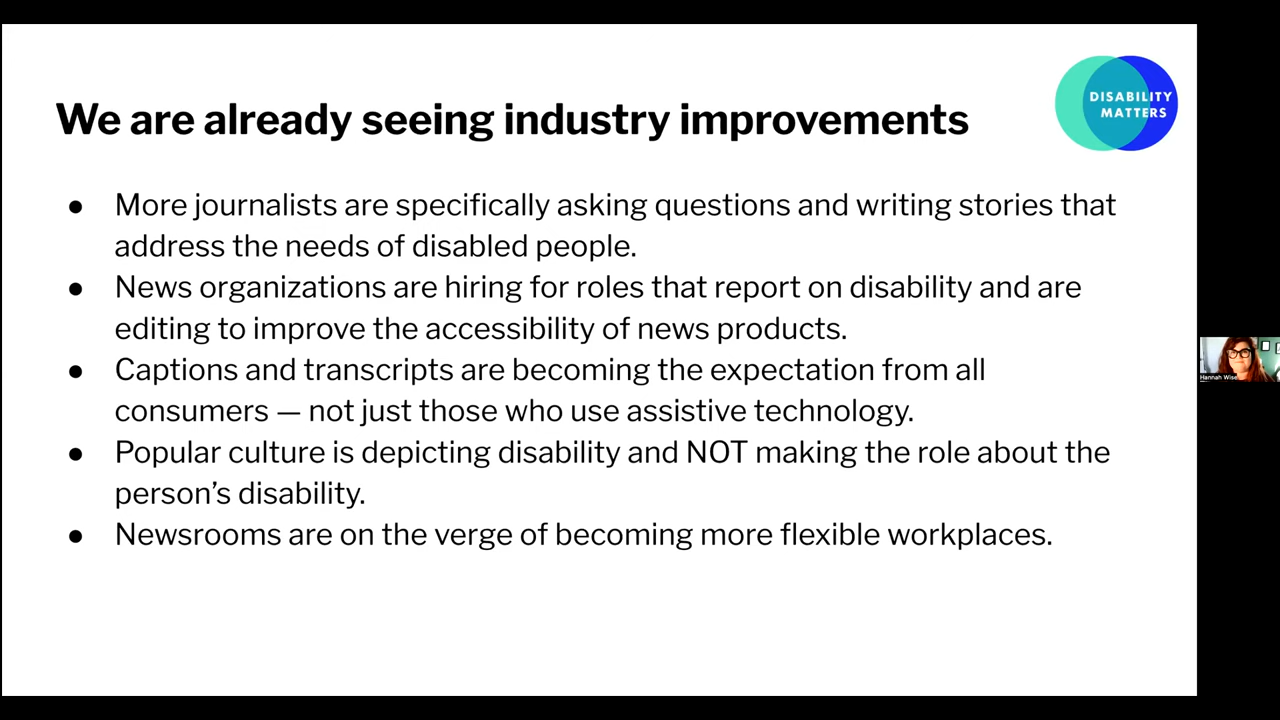 We are already seeing industry improvements
DISABILITY
MATTERS
● More journalists are specifically asking questions and writing stories that
address the needs of disabled people.
● News organizations are hiring for roles that report on disability and are
editing to improve the accessibility of news products.
● Captions and transcripts are becoming the expectation from all
consumers — not just those who use assistive technology.
● Popular culture is depicting disability and NOT making the role about the
person’s disability.
● Newsrooms are on the verge of becoming more flexible workplaces.
Hannah Wise